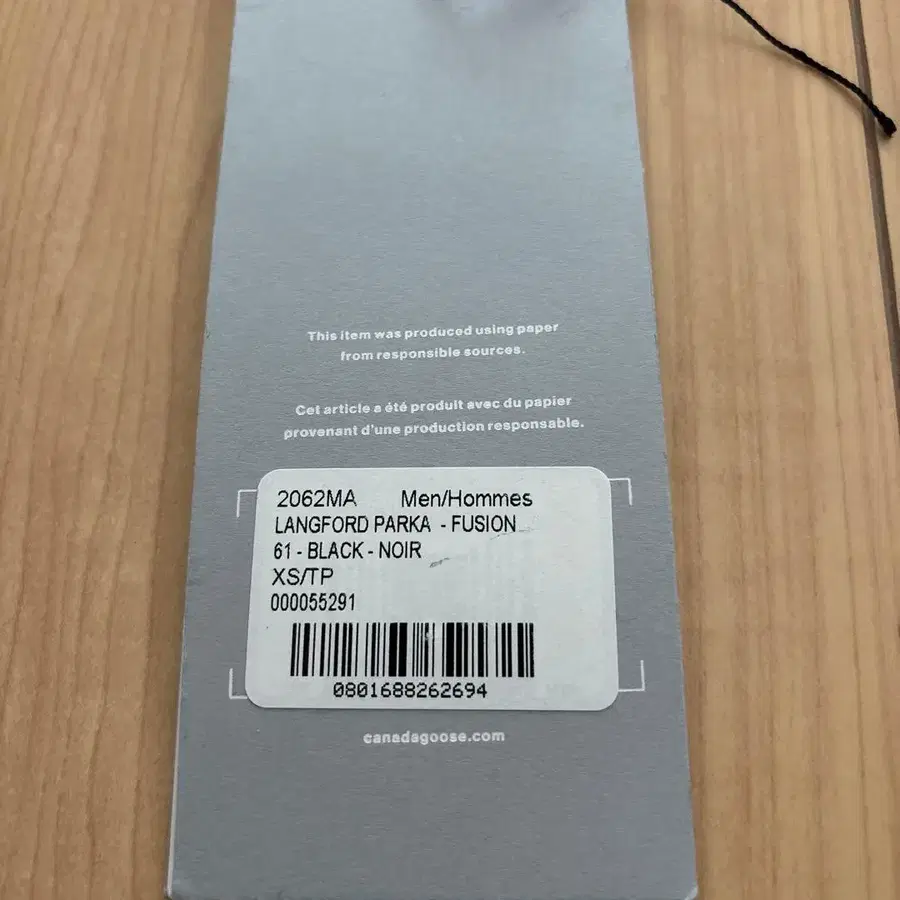 This item was produced using paper
from responsible sources.
Cet article a été produit avec du papier
provenant d'une production responsable.
2062MA Men/Hommes
LANGFORD PARKA - FUSION
61 - BLACK - NOIR
XS/TP
000055291
0801688262694
canadagoose.com